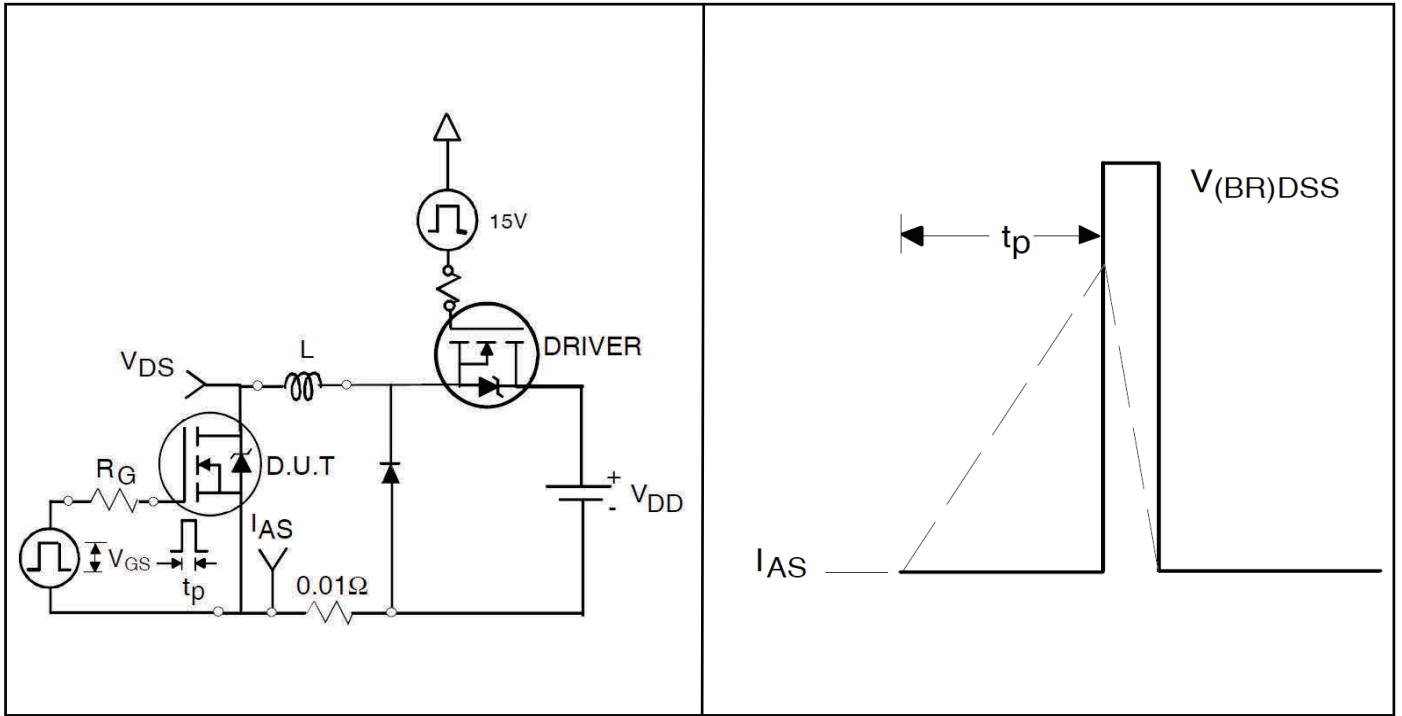 15V
DRIVER
L
VDS
D.U.T
RG
+
VDD
-
IAS
VGS
tp
0.01Ω
V(BR)DSS
tp
IAS